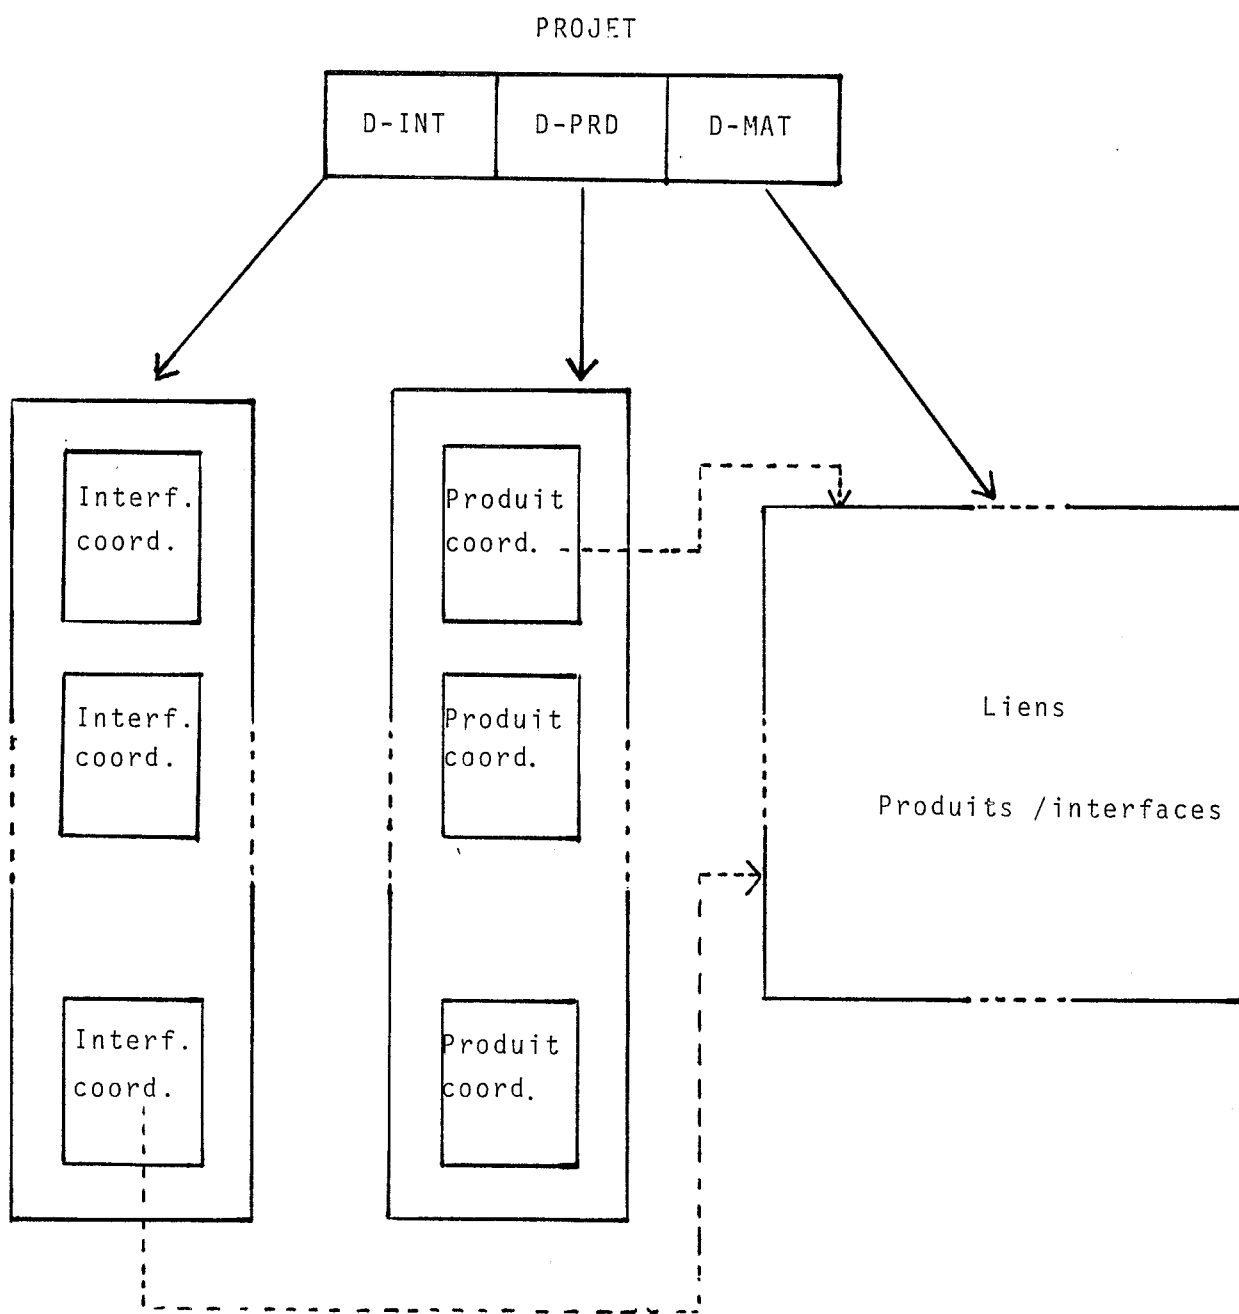 PROJET
D-INT
D-PRD
D-MAT
Interf.
coord.
Interf.
coord.
Interf.
coord.
Produit
coord.
Produit
coord.
Produit
coord.
Liens
Produits /interfaces